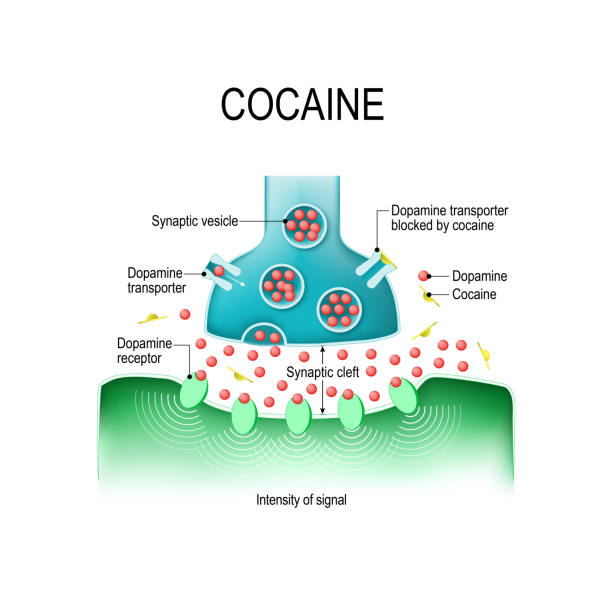 COCAINE
Synaptic vesicle
Dopamine transporter
blocked by cocaine
Dopamine
transporter
Dopamine
Cocaine
Dopamine
receptor
Synaptic cleft
Intensity of signal